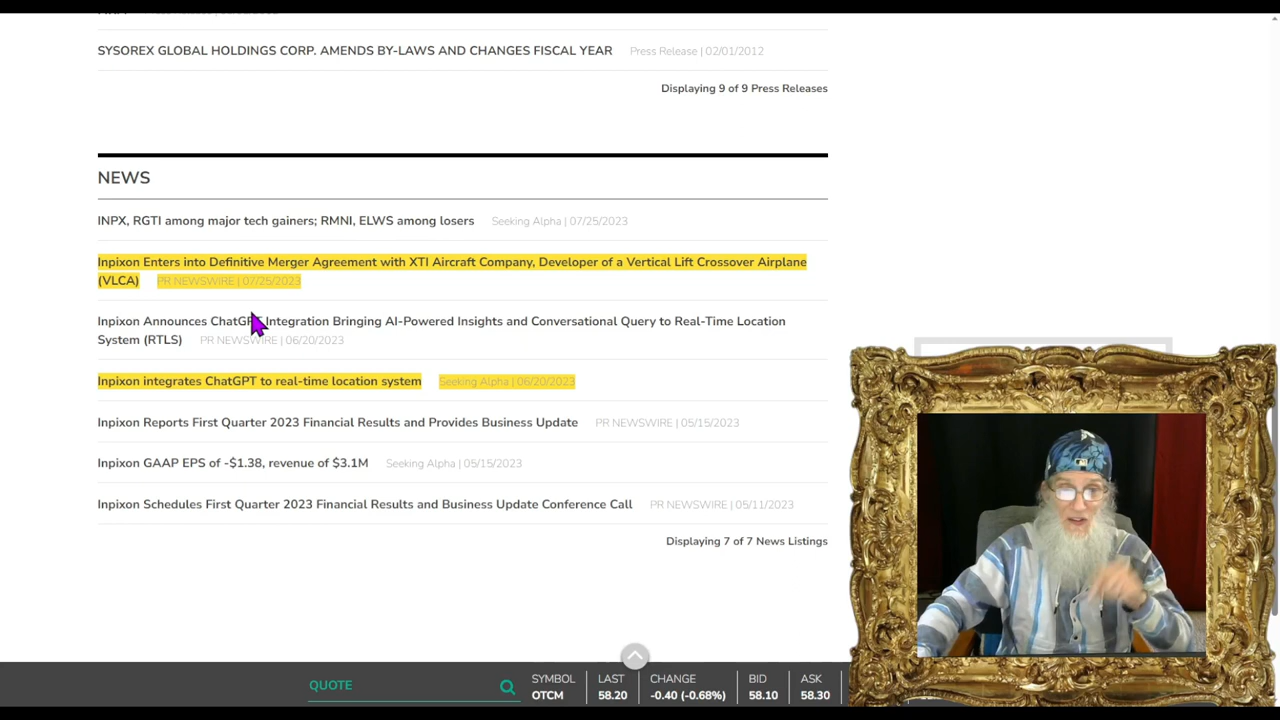 SYSOREX GLOBAL HOLDINGS CORP. AMENDS BY-LAWS AND CHANGES FISCAL YEAR Press Release | 02/01/2012
Displaying 9 of 9 Press Releases
NEWS
INPX, RGTI among major tech gainers; RMNI, ELWS among losers Seeking Alpha | 07/25/2023
Inpixon Enters into Definitive Merger Agreement with XTI Aircraft Company, Developer of a Vertical Lift Crossover Airplane
(VLCA) PR NEWSWIRE | 07/25/2023
Inpixon Announces ChatGPT Integration Bringing AI-Powered Insights and Conversational Query to Real-Time Location
System (RTLS) PR NEWSWIRE | 06/20/2023
Inpixon integrates ChatGPT to real-time location system Seeking Alpha | 06/20/2023
Inpixon Reports First Quarter 2023 Financial Results and Provides Business Update PR NEWSWIRE | 05/15/2023
Inpixon GAAP EPS of -$1.38, revenue of $3.1M Seeking Alpha | 05/15/2023
Inpixon Schedules First Quarter 2023 Financial Results and Business Update Conference Call PR NEWSWIRE | 05/11/2023
Displaying 7 of 7 News Listings
QUOTE SYMBOL LAST CHANGE BID ASK
OTCM 58.20 -0.40 (-0.68%) 58.10 58.30